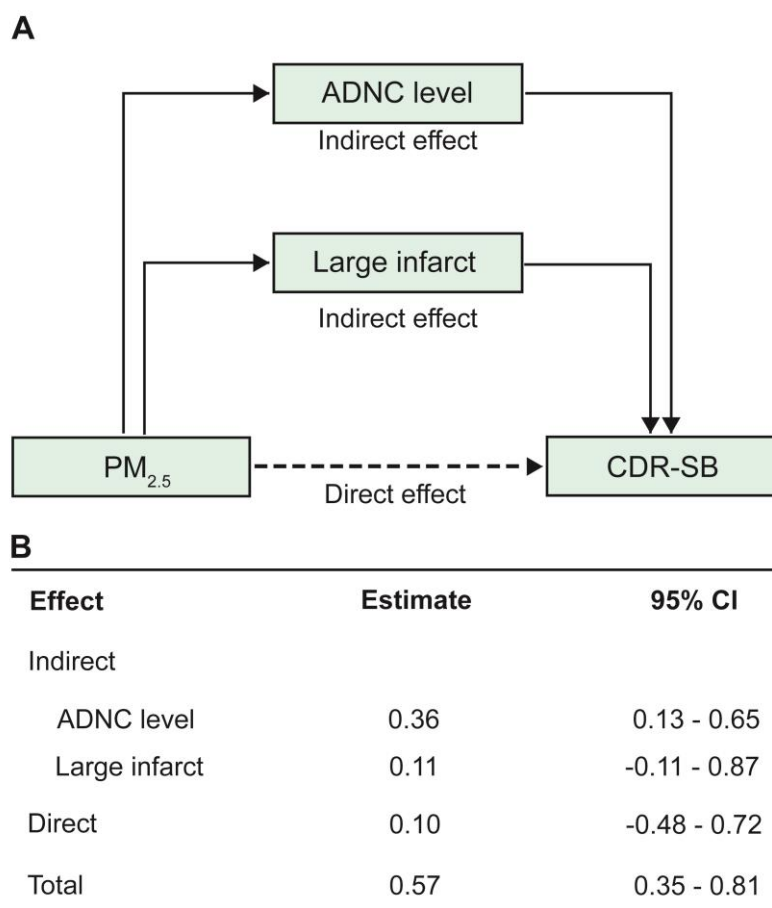 A
ADNC level
Indirect effect
Large infarct
Indirect effect
PM2.5
CDR-SB
Direct effect
B
Effect Estimate 95% CI
Indirect
ADNC level 0.36 0.13 - 0.65
Large infarct 0.11 -0.11 - 0.87
Direct 0.10 -0.48 - 0.72
Total 0.57 0.35 - 0.81